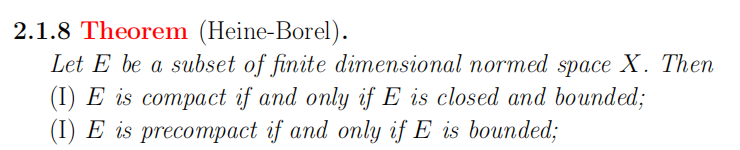 2.1.8 Theorem (Heine-Borel).
Let E be a subset of finite dimensional normed space X. Then
(I) E is compact if and only if E is closed and bounded;
(I) E is precompact if and only if E is bounded;